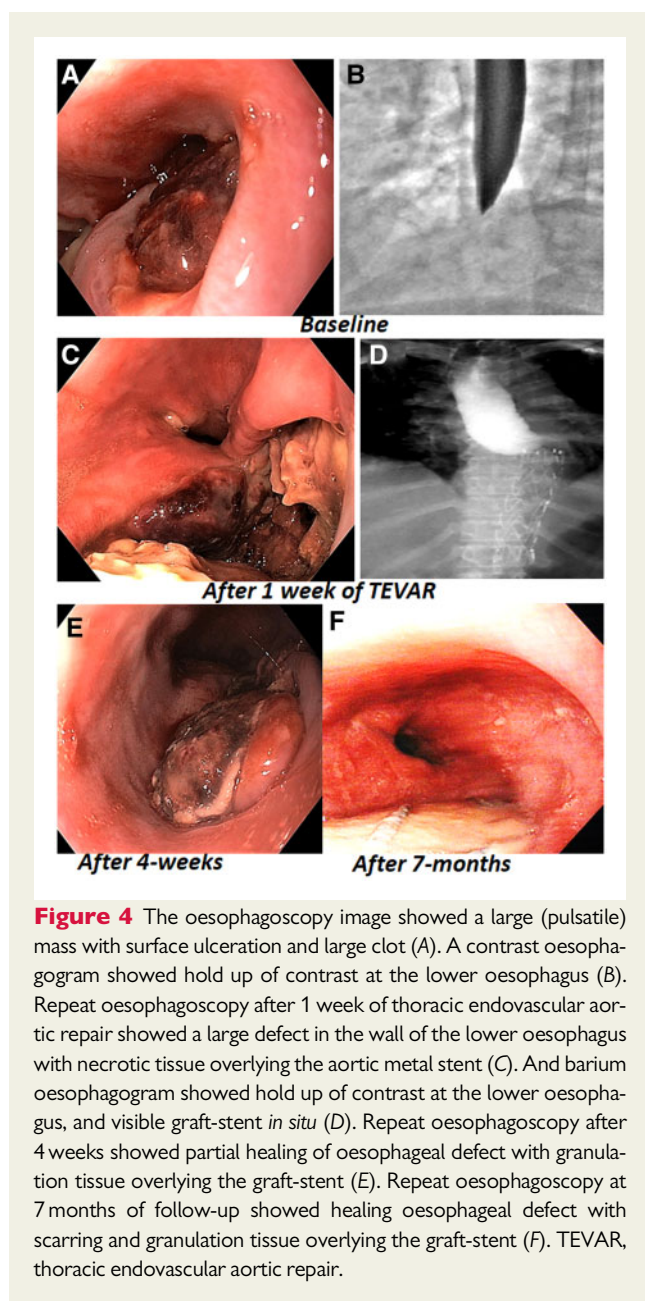 A
B
Baseline
C
D
After 1 week of TEVAR
E
F
After 4-weeks
After 7-months
Figure 4 The oesophagoscopy image showed a large (pulsatile)
mass with surface ulceration and large clot (A). A contrast oesopha-
gogram showed hold up of contrast at the lower oesophagus (B).
Repeat oesophagoscopy after 1 week of thoracic endovascular aor-
tic repair showed a large defect in the wall of the lower oesophagus
with necrotic tissue overlying the aortic metal stent (C). And barium
oesophagogram showed hold up of contrast at the lower oesopha-
gus, and visible graft-stent in situ (D). Repeat oesophagoscopy after
4 weeks showed partial healing of oesophageal defect with granula-
tion tissue overlying the graft-stent (E). Repeat oesophagoscopy at
7 months of follow-up showed healing oesophageal defect with
scarring and granulation tissue overlying the graft-stent (F). TEVAR,
thoracic endovascular aortic repair.